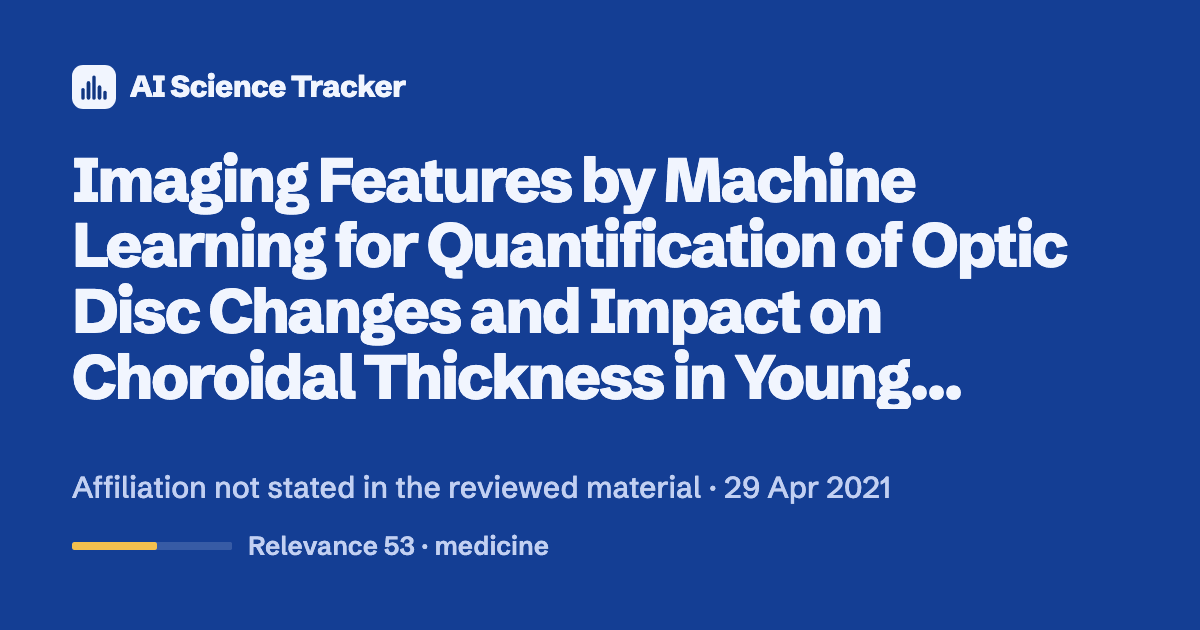 AI Science Tracker
Imaging Features by Machine
Learning for Quantification of Optic
Disc Changes and Impact on
Choroidal Thickness in Young...
Affiliation not stated in the reviewed material · 29 Apr 2021
Relevance 53 · medicine